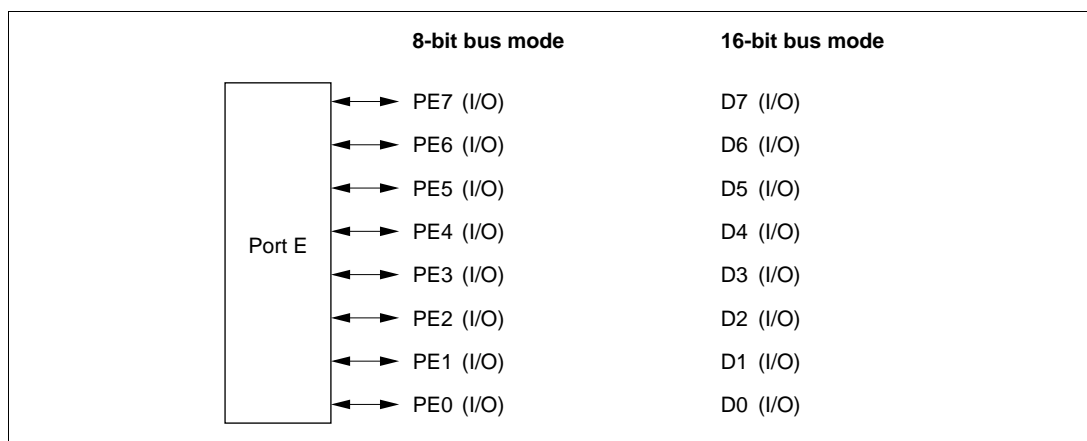 8-bit bus mode 16-bit bus mode
PE7 (I/O) D7 (I/O)
PE6 (I/O) D6 (I/O)
PE5 (I/O) D5 (I/O)
PE4 (I/O) D4 (I/O)
Port E
PE3 (I/O) D3 (I/O)
PE2 (I/O) D2 (I/O)
PE1 (I/O) D1 (I/O)
PE0 (I/O) D0 (I/O)